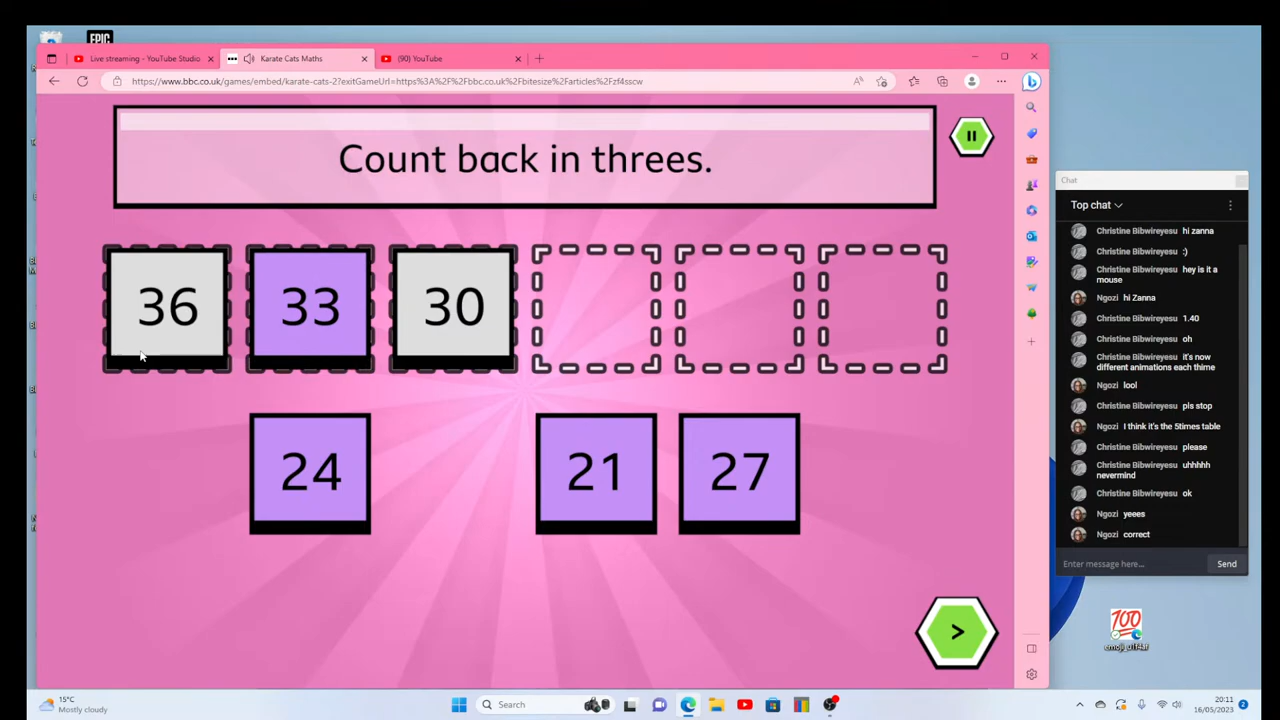 EPIC
Live streaming - YouTube Studio
Karate Cats Maths
(90) YouTube
https://www.bbc.co.uk/games/embed/karate-cats-2?exitGameUrl=https%3A%2F%2Fbbc.co.uk%2Fbitesize%2Farticles%2Fzf4sscw
Count back in threes.
36 33 30
24 21 27
>
Chat
Top chat
Christine Bibwireyesu hi zanna
Christine Bibwireyesu :)
Christine Bibwireyesu hey is it a
mouse
Ngozi hi Zanna
Christine Bibwireyesu 1.40
Christine Bibwireyesu oh
Christine Bibwireyesu it's now
different animations each thime
Ngozi lool
Christine Bibwireyesu pls stop
Ngozi I think it's the 5times table
Christine Bibwireyesu please
Christine Bibwireyesu uhhhhh
nevermind
Christine Bibwireyesu ok
Ngozi yeees
Ngozi correct
Enter message here...
Send
100
emoji_u1f4af
15°C
Mostly cloudy
Search
20:11
16/05/2023
2